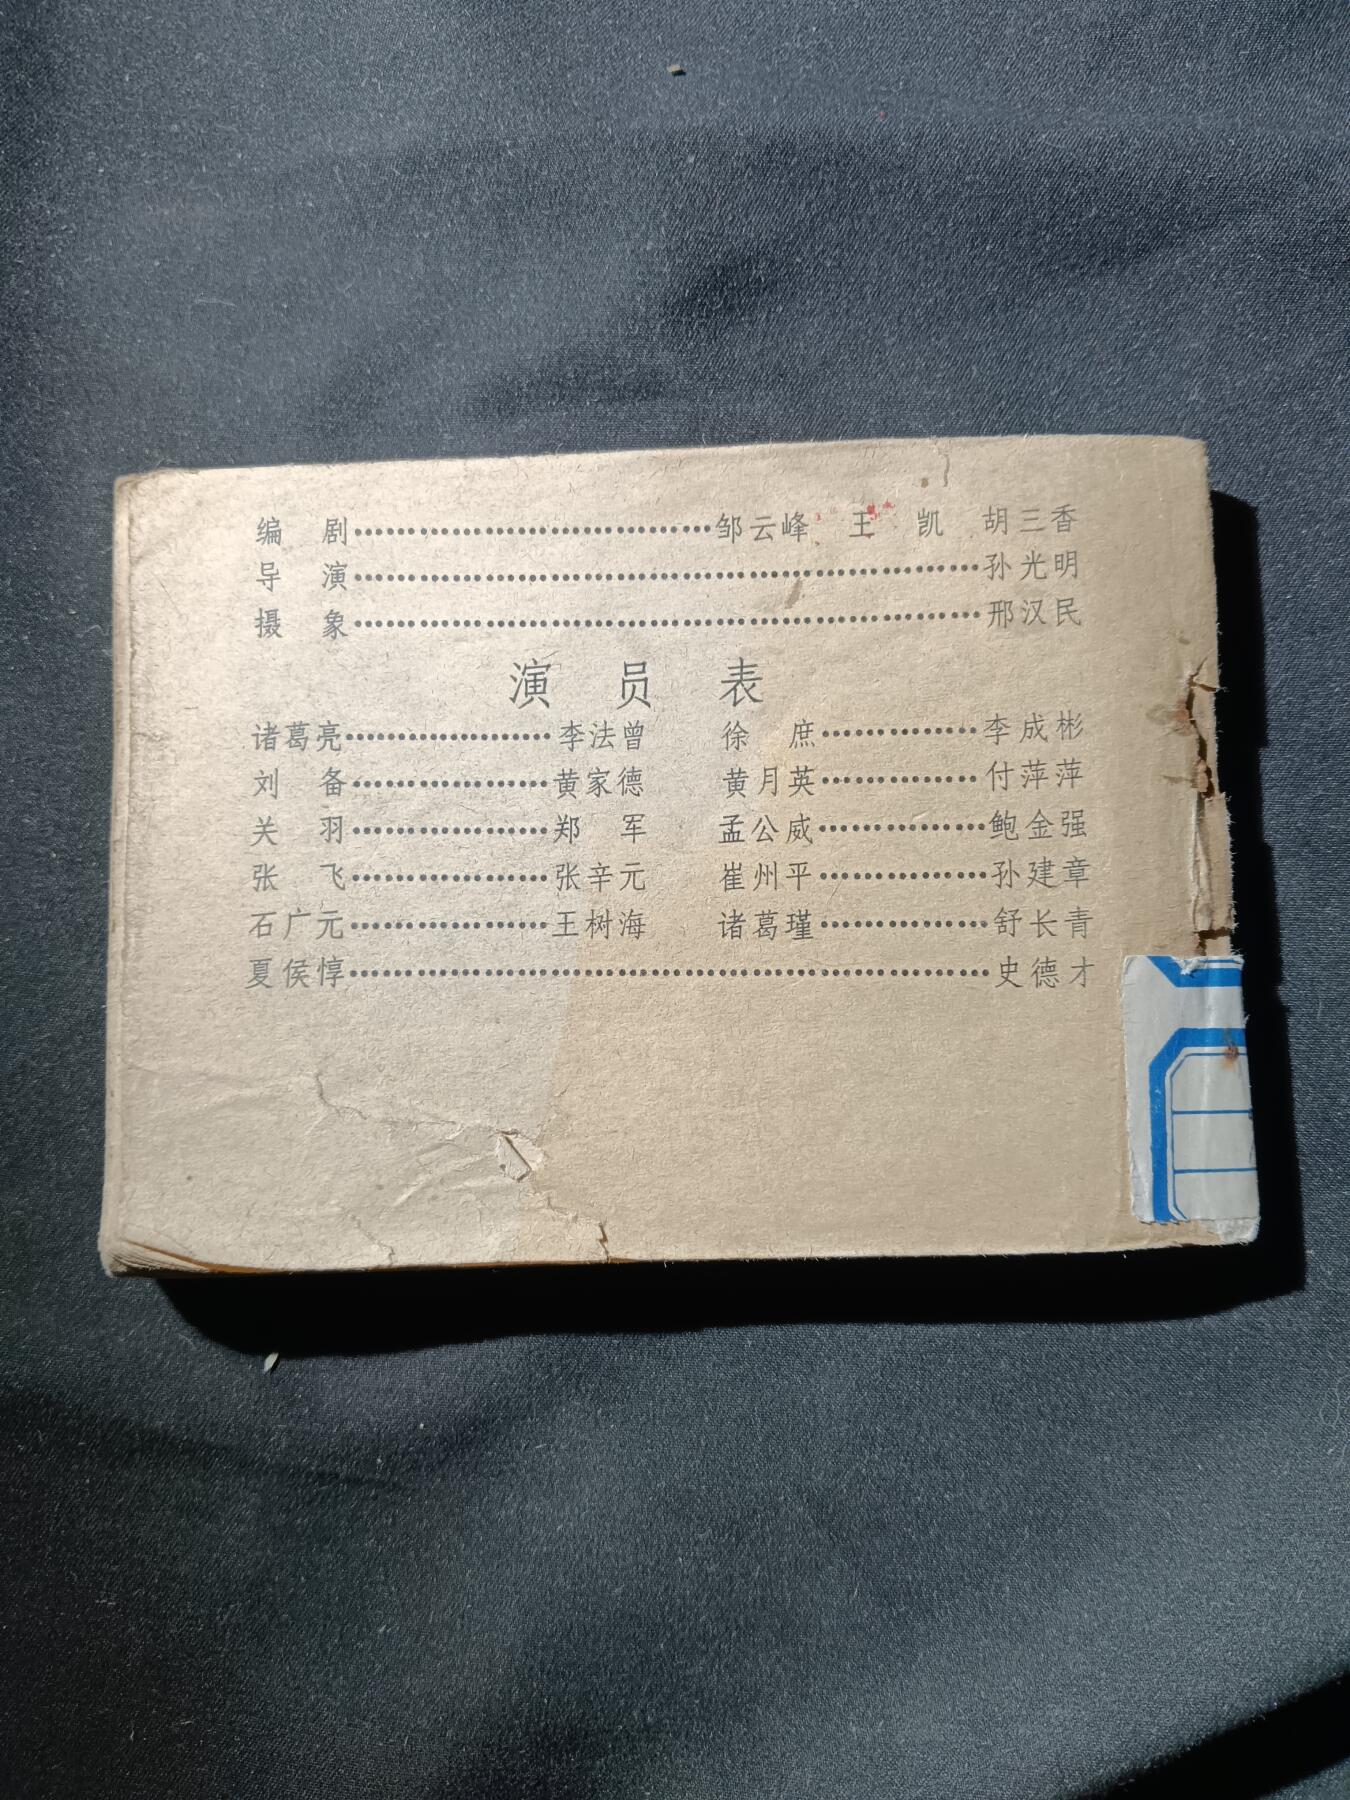 编　剧……………………………邹云峰　王　凯　胡三香
导　演……………………………………………………孙光明
摄　象……………………………………………………邢汉民
演　员　表
诸葛亮………………李法曾　徐　庶……………李成彬
刘　备………………黄家德　黄月英……………付萍萍
关　羽………………郑　军　孟公威……………鲍金强
张　飞………………张辛元　崔州平……………孙建章
石广元………………王树海　诸葛瑾……………舒长青
夏侯惇……………………………………………………史德才